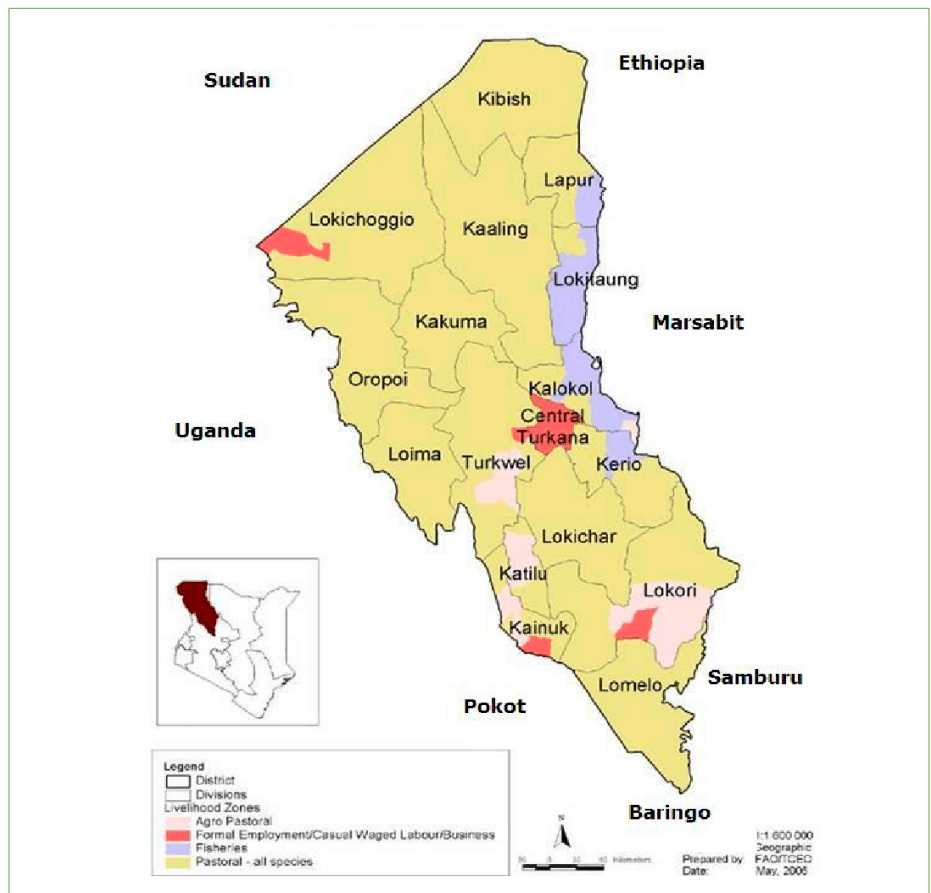 Ethiopia
Sudan
Kibish
Lapur
Lokichoggio
Kaaling
Lokitaung
Kakuma
Marsabit
Oropoi
Kalokol
Central
Turkana
Uganda
Loima
Turkwel
Kerio
Lokichar
Katilu
Lokori
Kainuk
Lomelo
Samburu
Pokot
Baringo
Legend
District
Divisions
Livelihood Zones
Agro Pastoral
Formal Employment/Casual Waged Labour/Business
Fisheries
Pastoral - all species
N
Kilometers
1:1 600 000
Geographic
Prepared by: FAO/TCEO
Date: May, 2006